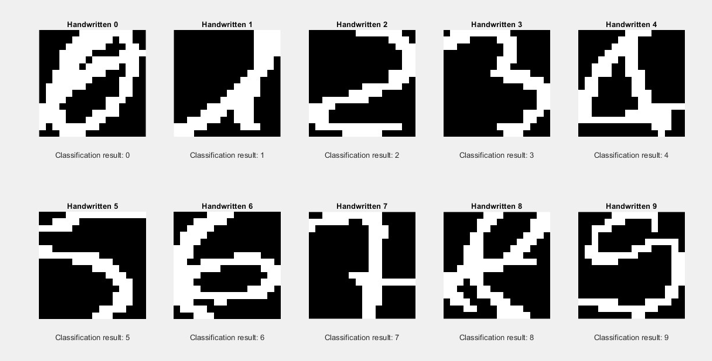 Handwritten 0 Handwritten 1 Handwritten 2 Handwritten 3 Handwritten 4
Classification result: 0 Classification result: 1 Classification result: 2 Classification result: 3 Classification result: 4
Handwritten 5 Handwritten 6 Handwritten 7 Handwritten 8 Handwritten 9
Classification result: 5 Classification result: 6 Classification result: 7 Classification result: 8 Classification result: 9